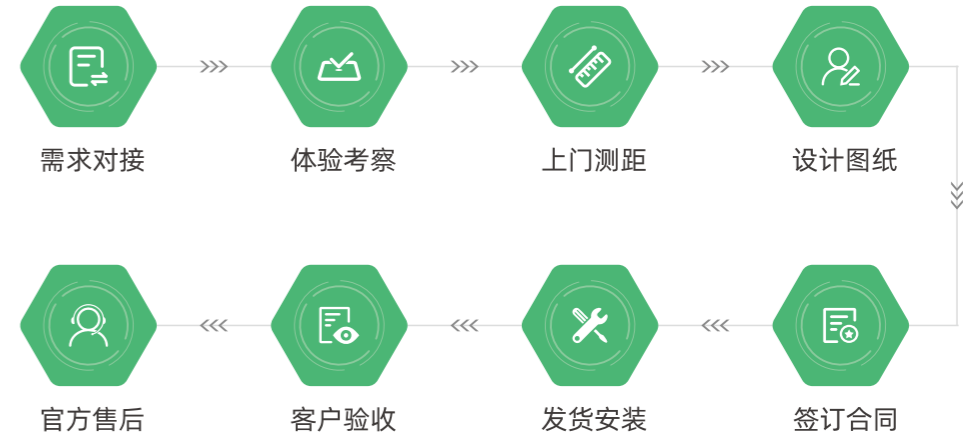 需求对接
体验考察
上门测距
设计图纸
官方售后
客户验收
发货安装
签订合同